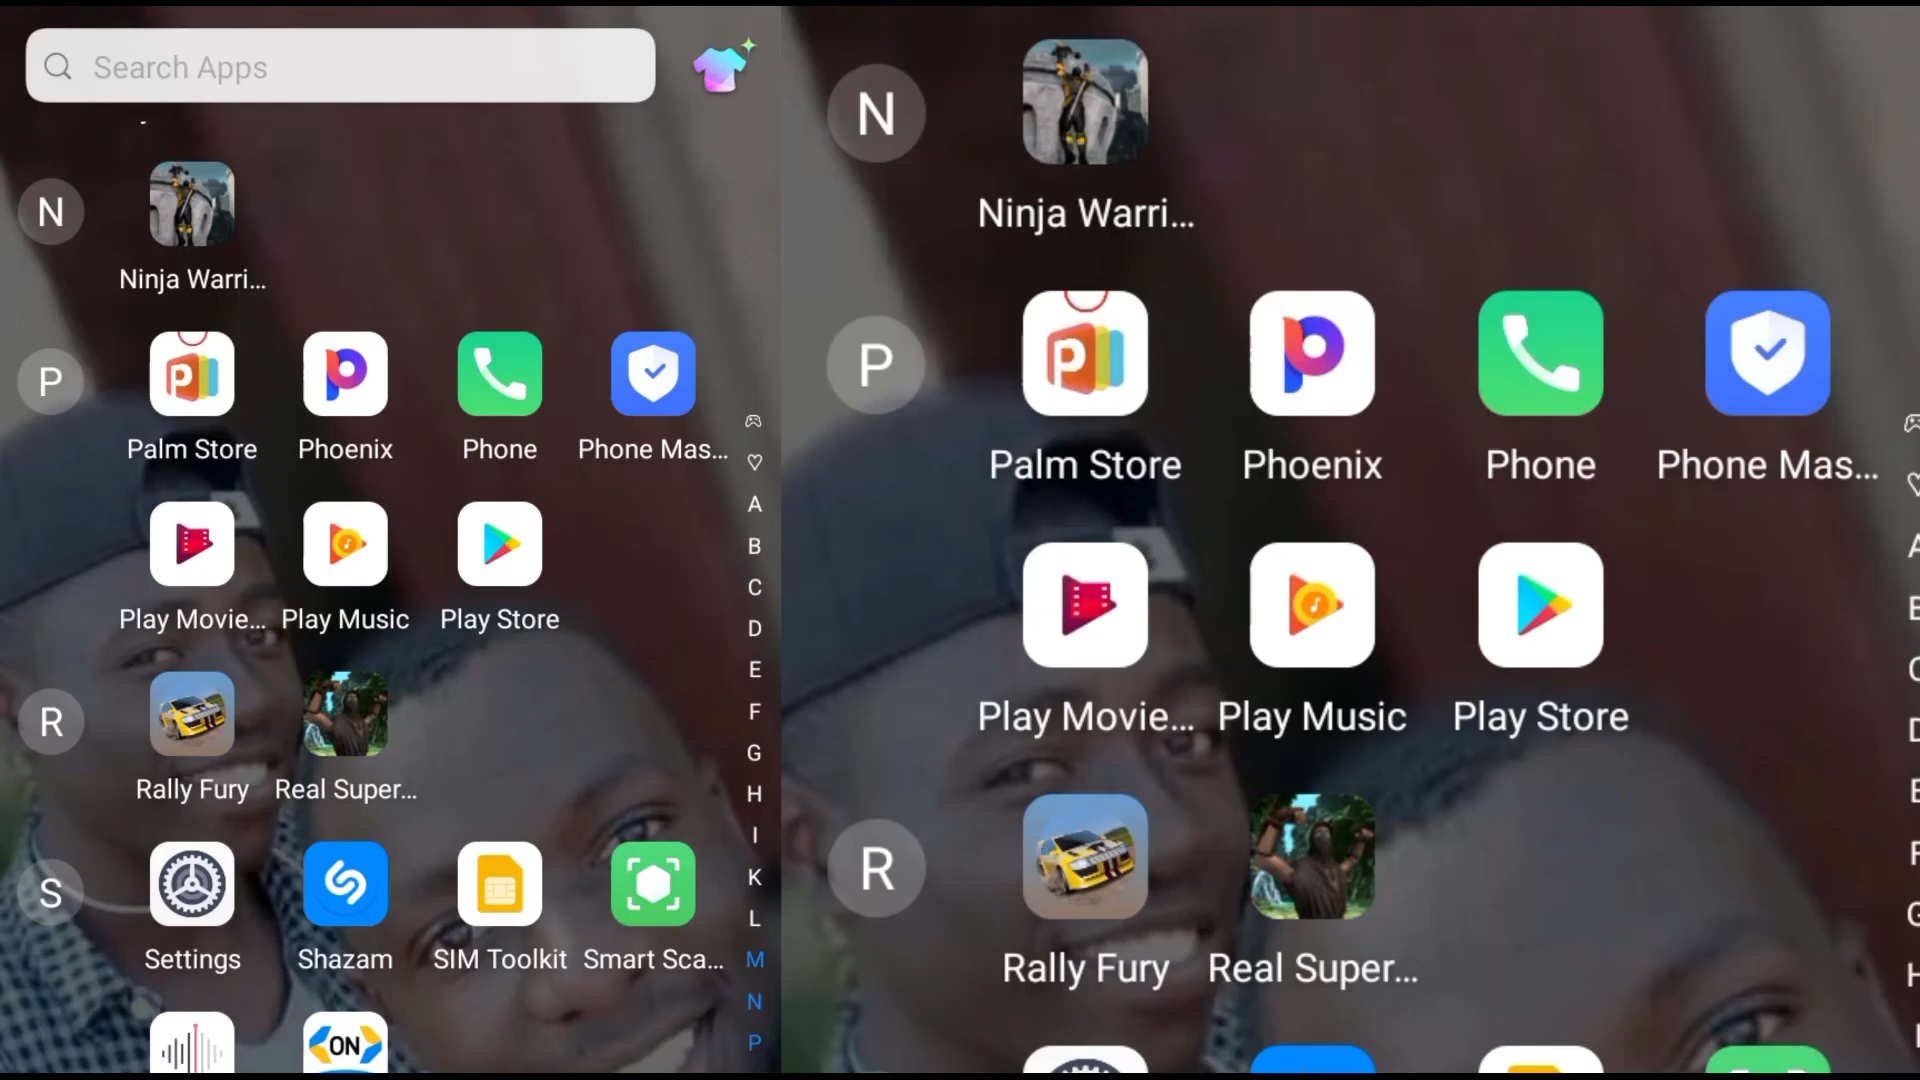 Search Apps
N
Ninja Warri...
P
Palm Store Phoenix Phone Phone Mas...
Play Movie... Play Music Play Store
R
Rally Fury Real Super...
S
Settings Shazam SIM Toolkit Smart Sca...
ON
A
B
C
D
E
F
G
H
I
K
L
M
N
P
N
Ninja Warri...
P
Palm Store Phoenix Phone Phone Mas...
Play Movie... Play Music Play Store
R
Rally Fury Real Super...